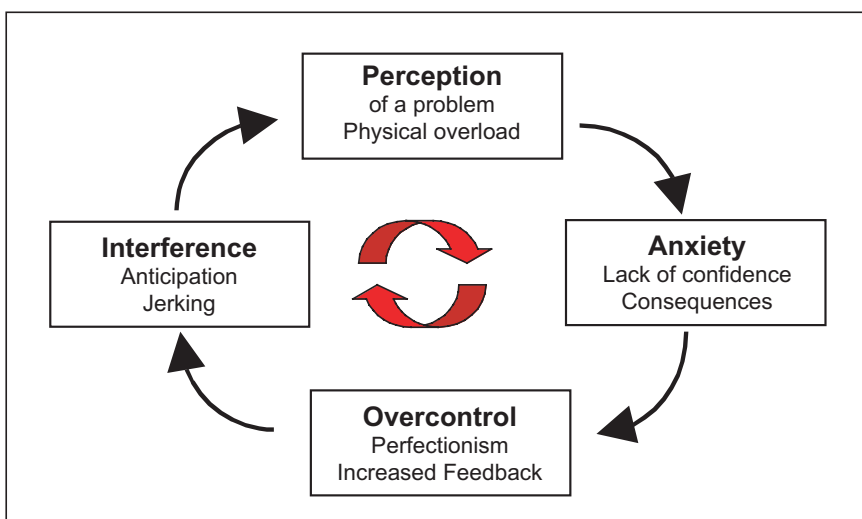 Perception
of a problem
Physical overload
Anxiety
Lack of confidence
Consequences
Overcontrol
Perfectionism
Increased Feedback
Interference
Anticipation
Jerking